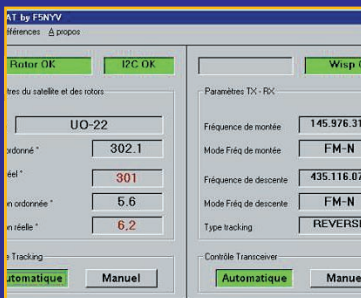 AT by F5NYV
éférences A propos
Rotor OK I2C OK Wisp
tres du satellite et des rotors Paramètres TX - RX
UO-22 Fréquence de montée 145.976.31
ordonné ° 302.1 Mode Fréq de montée FM-N
éel ° 301 Fréquence de descente 435.116.07
n ordonnée ° 5.6 Mode Fréq de descente FM-N
n réelle ° 6,2 Type tracking REVERS
e Tracking Contrôle Transceiver
utomatique Manuel Automatique Manue